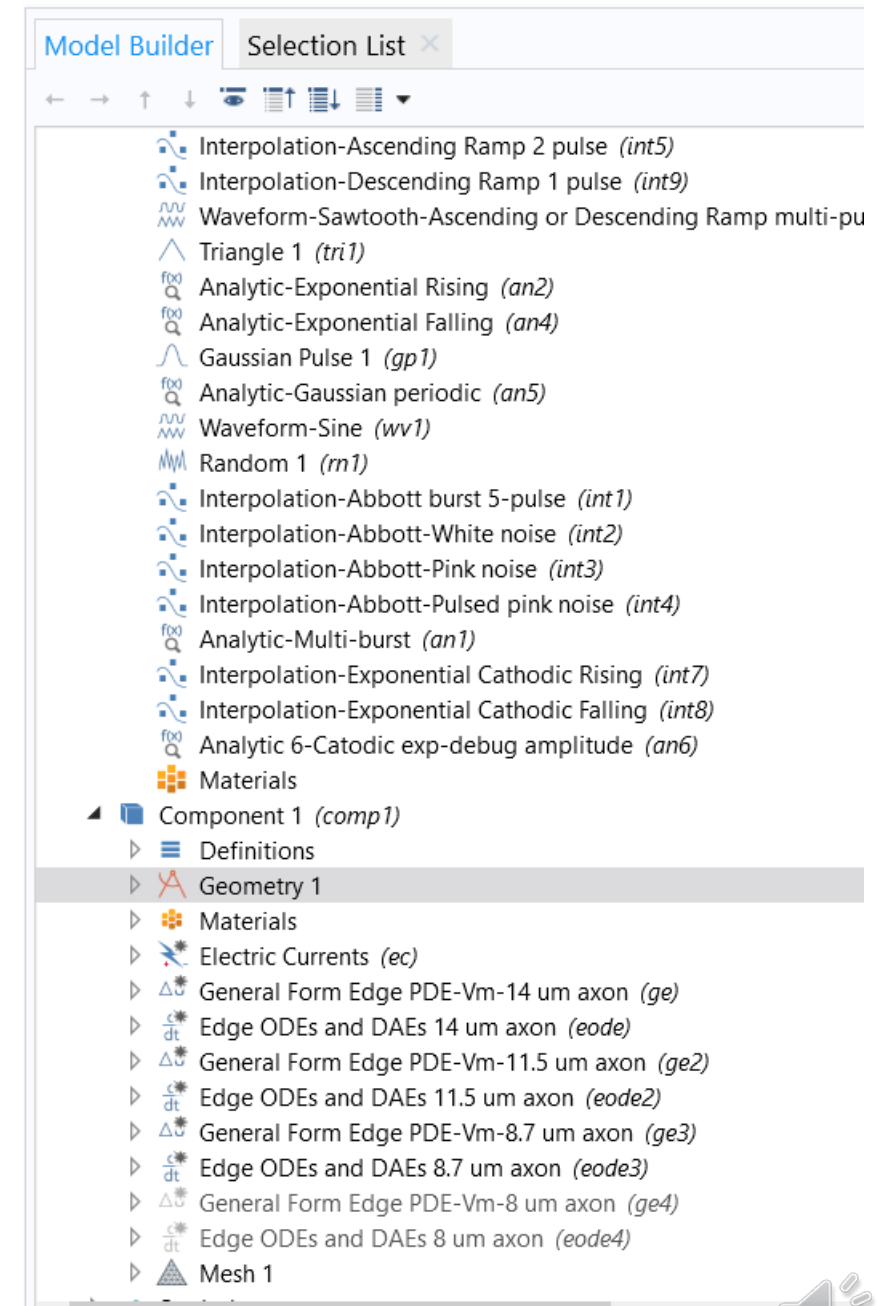 Model Builder Selection List
Interpolation-Ascending Ramp 2 pulse (int5)
Interpolation-Descending Ramp 1 pulse (int9)
Waveform-Sawtooth-Ascending or Descending Ramp multi-pu
Triangle 1 (tri1)
Analytic-Exponential Rising (an2)
Analytic-Exponential Falling (an4)
Gaussian Pulse 1 (gp1)
Analytic-Gaussian periodic (an5)
Waveform-Sine (wv1)
Random 1 (rn1)
Interpolation-Abbott burst 5-pulse (int1)
Interpolation-Abbott-White noise (int2)
Interpolation-Abbott-Pink noise (int3)
Interpolation-Abbott-Pulsed pink noise (int4)
Analytic-Multi-burst (an1)
Interpolation-Exponential Cathodic Rising (int7)
Interpolation-Exponential Cathodic Falling (int8)
Analytic 6-Catodic exp-debug amplitude (an6)
Materials
Component 1 (comp1)
Definitions
Geometry 1
Materials
Electric Currents (ec)
General Form Edge PDE-Vm-14 um axon (ge)
Edge ODEs and DAEs 14 um axon (eode)
General Form Edge PDE-Vm-11.5 um axon (ge2)
Edge ODEs and DAEs 11.5 um axon (eode2)
General Form Edge PDE-Vm-8.7 um axon (ge3)
Edge ODEs and DAEs 8.7 um axon (eode3)
General Form Edge PDE-Vm-8 um axon (ge4)
Edge ODEs and DAEs 8 um axon (eode4)
Mesh 1